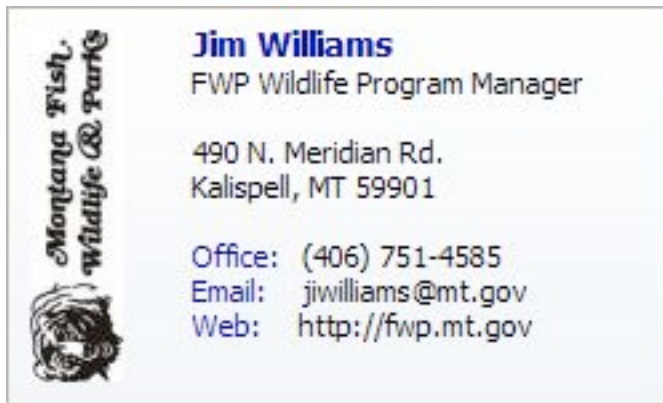 Montana Fish,
Wildlife & Parks
Jim Williams
FWP Wildlife Program Manager
490 N. Meridian Rd.
Kalispell, MT 59901
Office: (406) 751-4585
Email: jiwilliams@mt.gov
Web: http://fwp.mt.gov